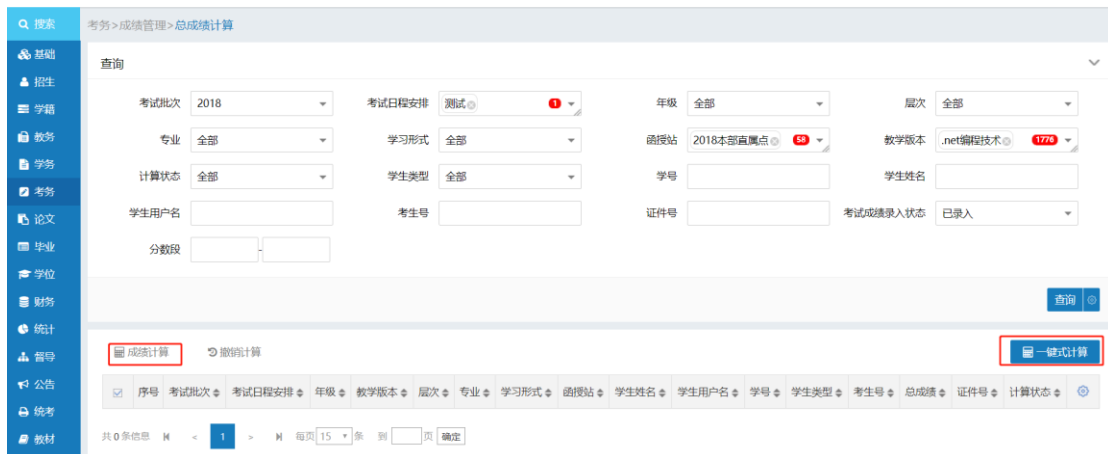 搜索
考务>成绩管理>总成绩计算
基础
招生
学籍
教务
学务
考务
论文
毕业
学位
财务
统计
督导
公告
统考
教材
查询
考试批次 2018 考试日程安排 测试 1 年级 全部 层次 全部
专业 全部 学习形式 全部 函授站 2018本部直属点 58 教学版本 .net编程技术 1776
计算状态 全部 学生类型 全部 学号 学生姓名
学生用户名 考生号 证件号 考试成绩录入状态 已录入
分数段 -
查询
成绩计算 撤销计算 一键式计算
序号 考试批次 考试日程安排 年级 教学版本 层次 专业 学习形式 函授站 学生姓名 学生用户名 学号 学生类型 考生号 总成绩 证件号 计算状态
共 0 条信息 < 1 > 每页 15 条 到 页 确定